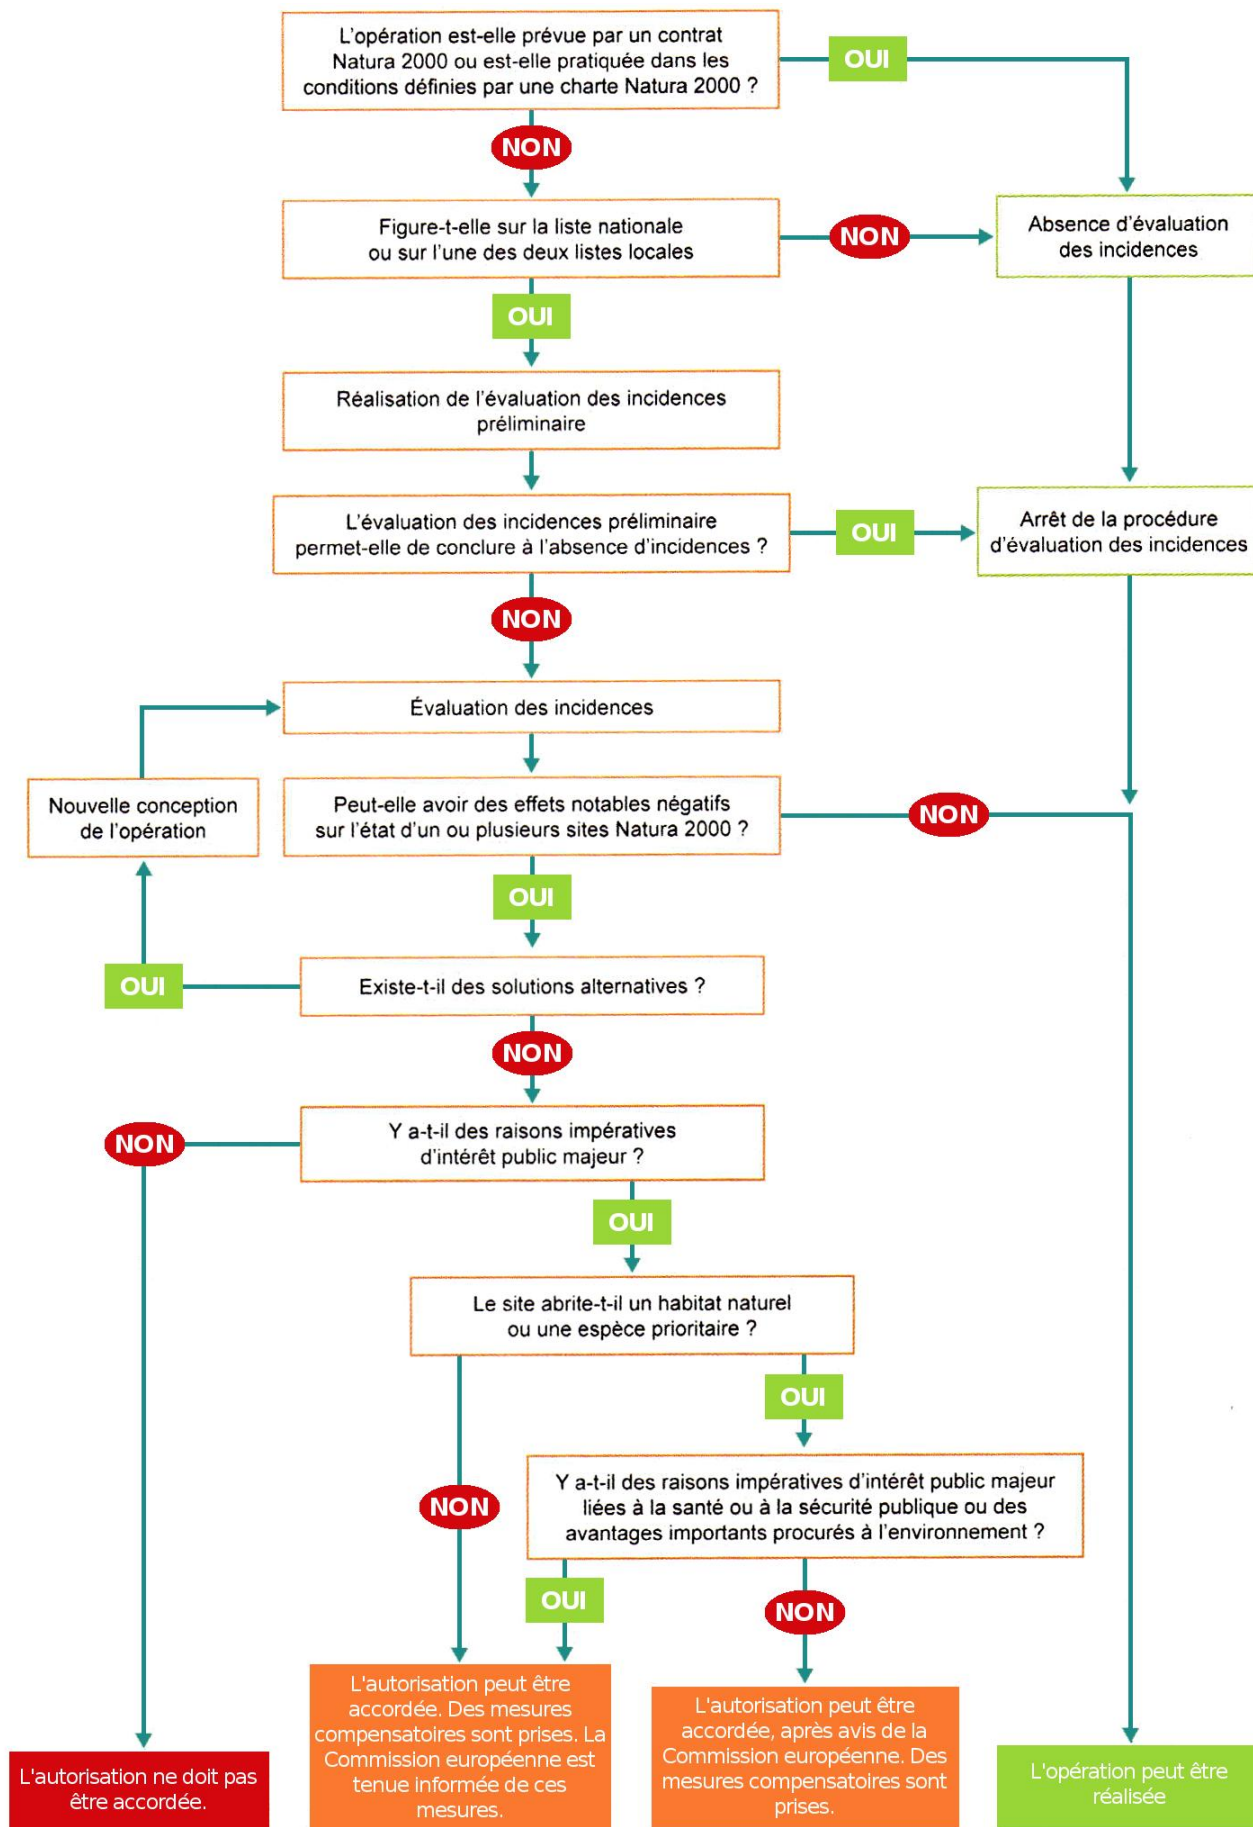 L'opération est-elle prévue par un contrat
Natura 2000 ou est-elle pratiquée dans les
conditions définies par une charte Natura 2000 ?
OUI
NON
Figure-t-elle sur la liste nationale
ou sur l'une des deux listes locales
NON
Absence d'évaluation
des incidences
OUI
Réalisation de l'évaluation des incidences
préliminaire
L'évaluation des incidences préliminaire
permet-elle de conclure à l'absence d'incidences ?
OUI
Arrêt de la procédure
d'évaluation des incidences
NON
Évaluation des incidences
Nouvelle conception
de l'opération
Peut-elle avoir des effets notables négatifs
sur l'état d'un ou plusieurs sites Natura 2000 ?
NON
OUI
OUI
Existe-t-il des solutions alternatives ?
NON
NON
Y a-t-il des raisons impératives
d'intérêt public majeur ?
OUI
Le site abrite-t-il un habitat naturel
ou une espèce prioritaire ?
OUI
NON
Y a-t-il des raisons impératives d'intérêt public majeur
liées à la santé ou à la sécurité publique ou des
avantages importants procurés à l'environnement ?
OUI
NON
L'autorisation ne doit pas
être accordée.
L'autorisation peut être
accordée. Des mesures
compensatoires sont prises. La
Commission européenne est
tenue informée de ces
mesures.
L'autorisation peut être
accordée, après avis de la
Commission européenne. Des
mesures compensatoires sont
prises.
L'opération peut être
réalisée